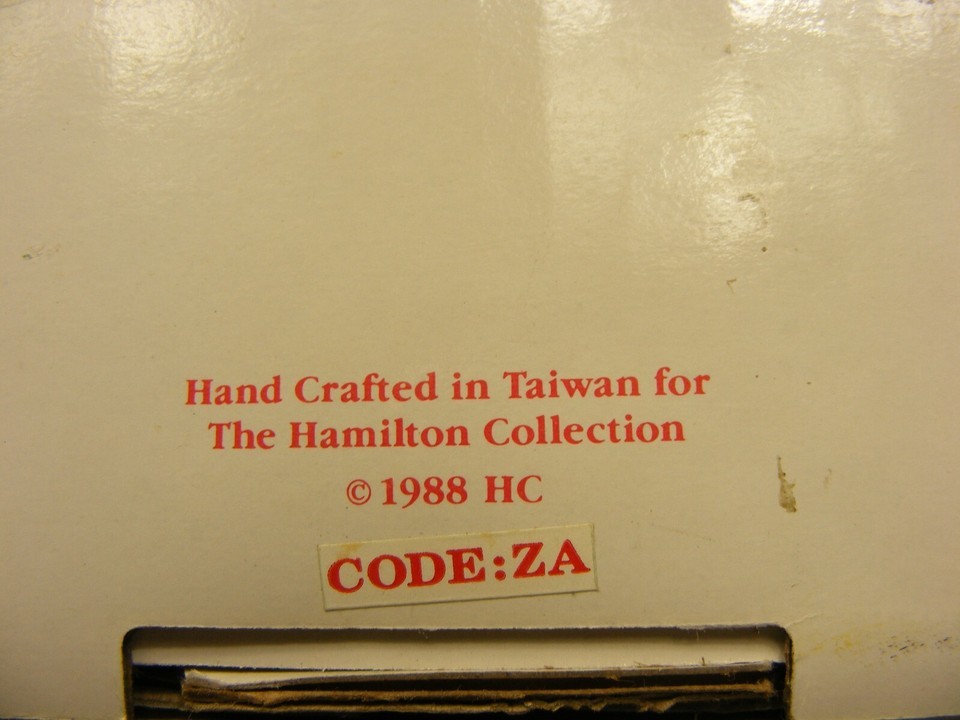 Hand Crafted in Taiwan for
The Hamilton Collection
© 1988 HC
CODE:ZA